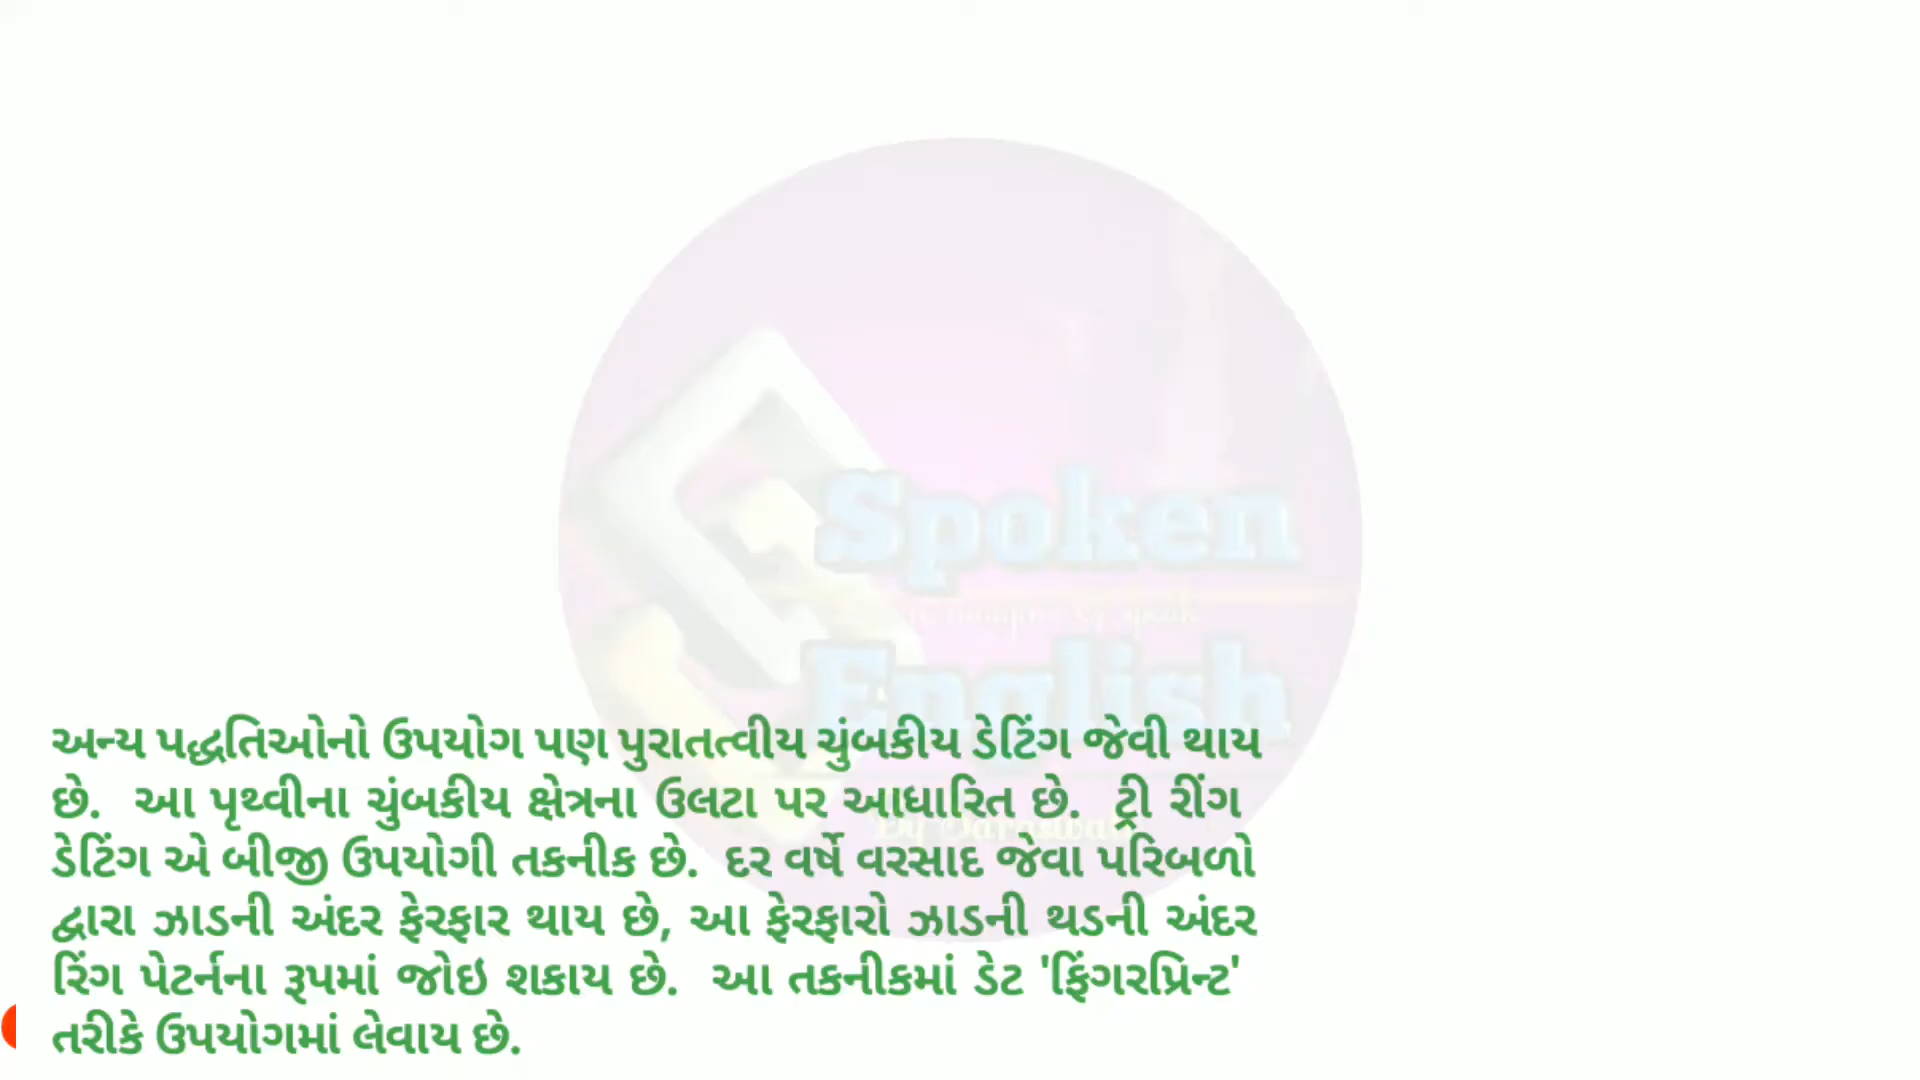 Spoken
English
અન્ય પદ્ધતિઓનો ઉપયોગ પણ પુરાતત્વીય ચુંબકીય ડેટિંગ જેવી થાય
છે. આ પૃથ્વીના ચુંબકીય ક્ષેત્રના ઉલટા પર આધારિત છે. ટ્રી રીંગ
ડેટિંગ એ બીજી ઉપયોગી તકનીક છે. દર વર્ષે વરસાદ જેવા પરિબળો
દ્વારા ઝાડની અંદર ફેરફાર થાય છે, આ ફેરફારો ઝાડની થડની અંદર
રિંગ પેટર્નના રૂપમાં જોઇ શકાય છે. આ તકનીકમાં ડેટ 'ફિંગરપ્રિન્ટ'
તરીકે ઉપયોગમાં લેવાય છે.